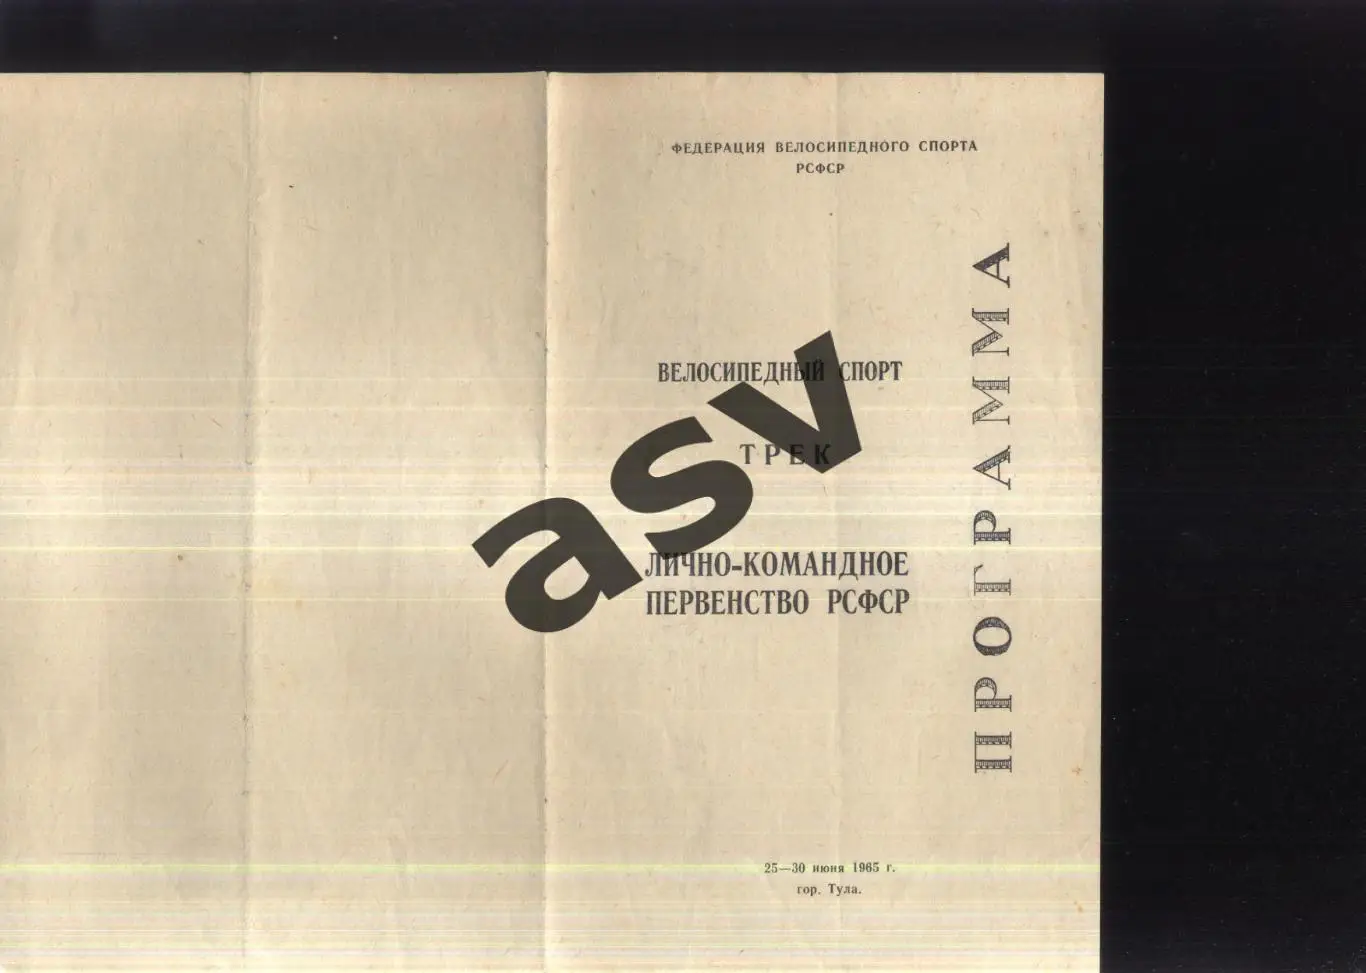 ФЕДЕРАЦИЯ ВЕЛОСИПЕДНОГО СПОРТА
РСФСР
ВЕЛОСИПЕДНЫЙ СПОРТ
ТРЕК
ЛИЧНО-КОМАНДНОЕ
ПЕРВЕНСТВО РСФСР
ПРОГРАММА
25—30 июня 1965 г.
гор. Тула.
asv